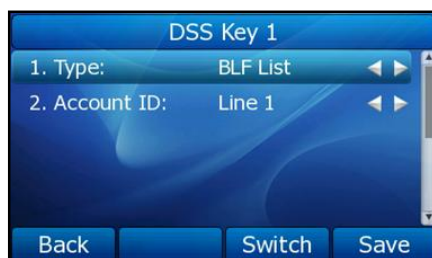 DSS Key 1
1. Type: BLF List
2. Account ID: Line 1
Back Switch Save